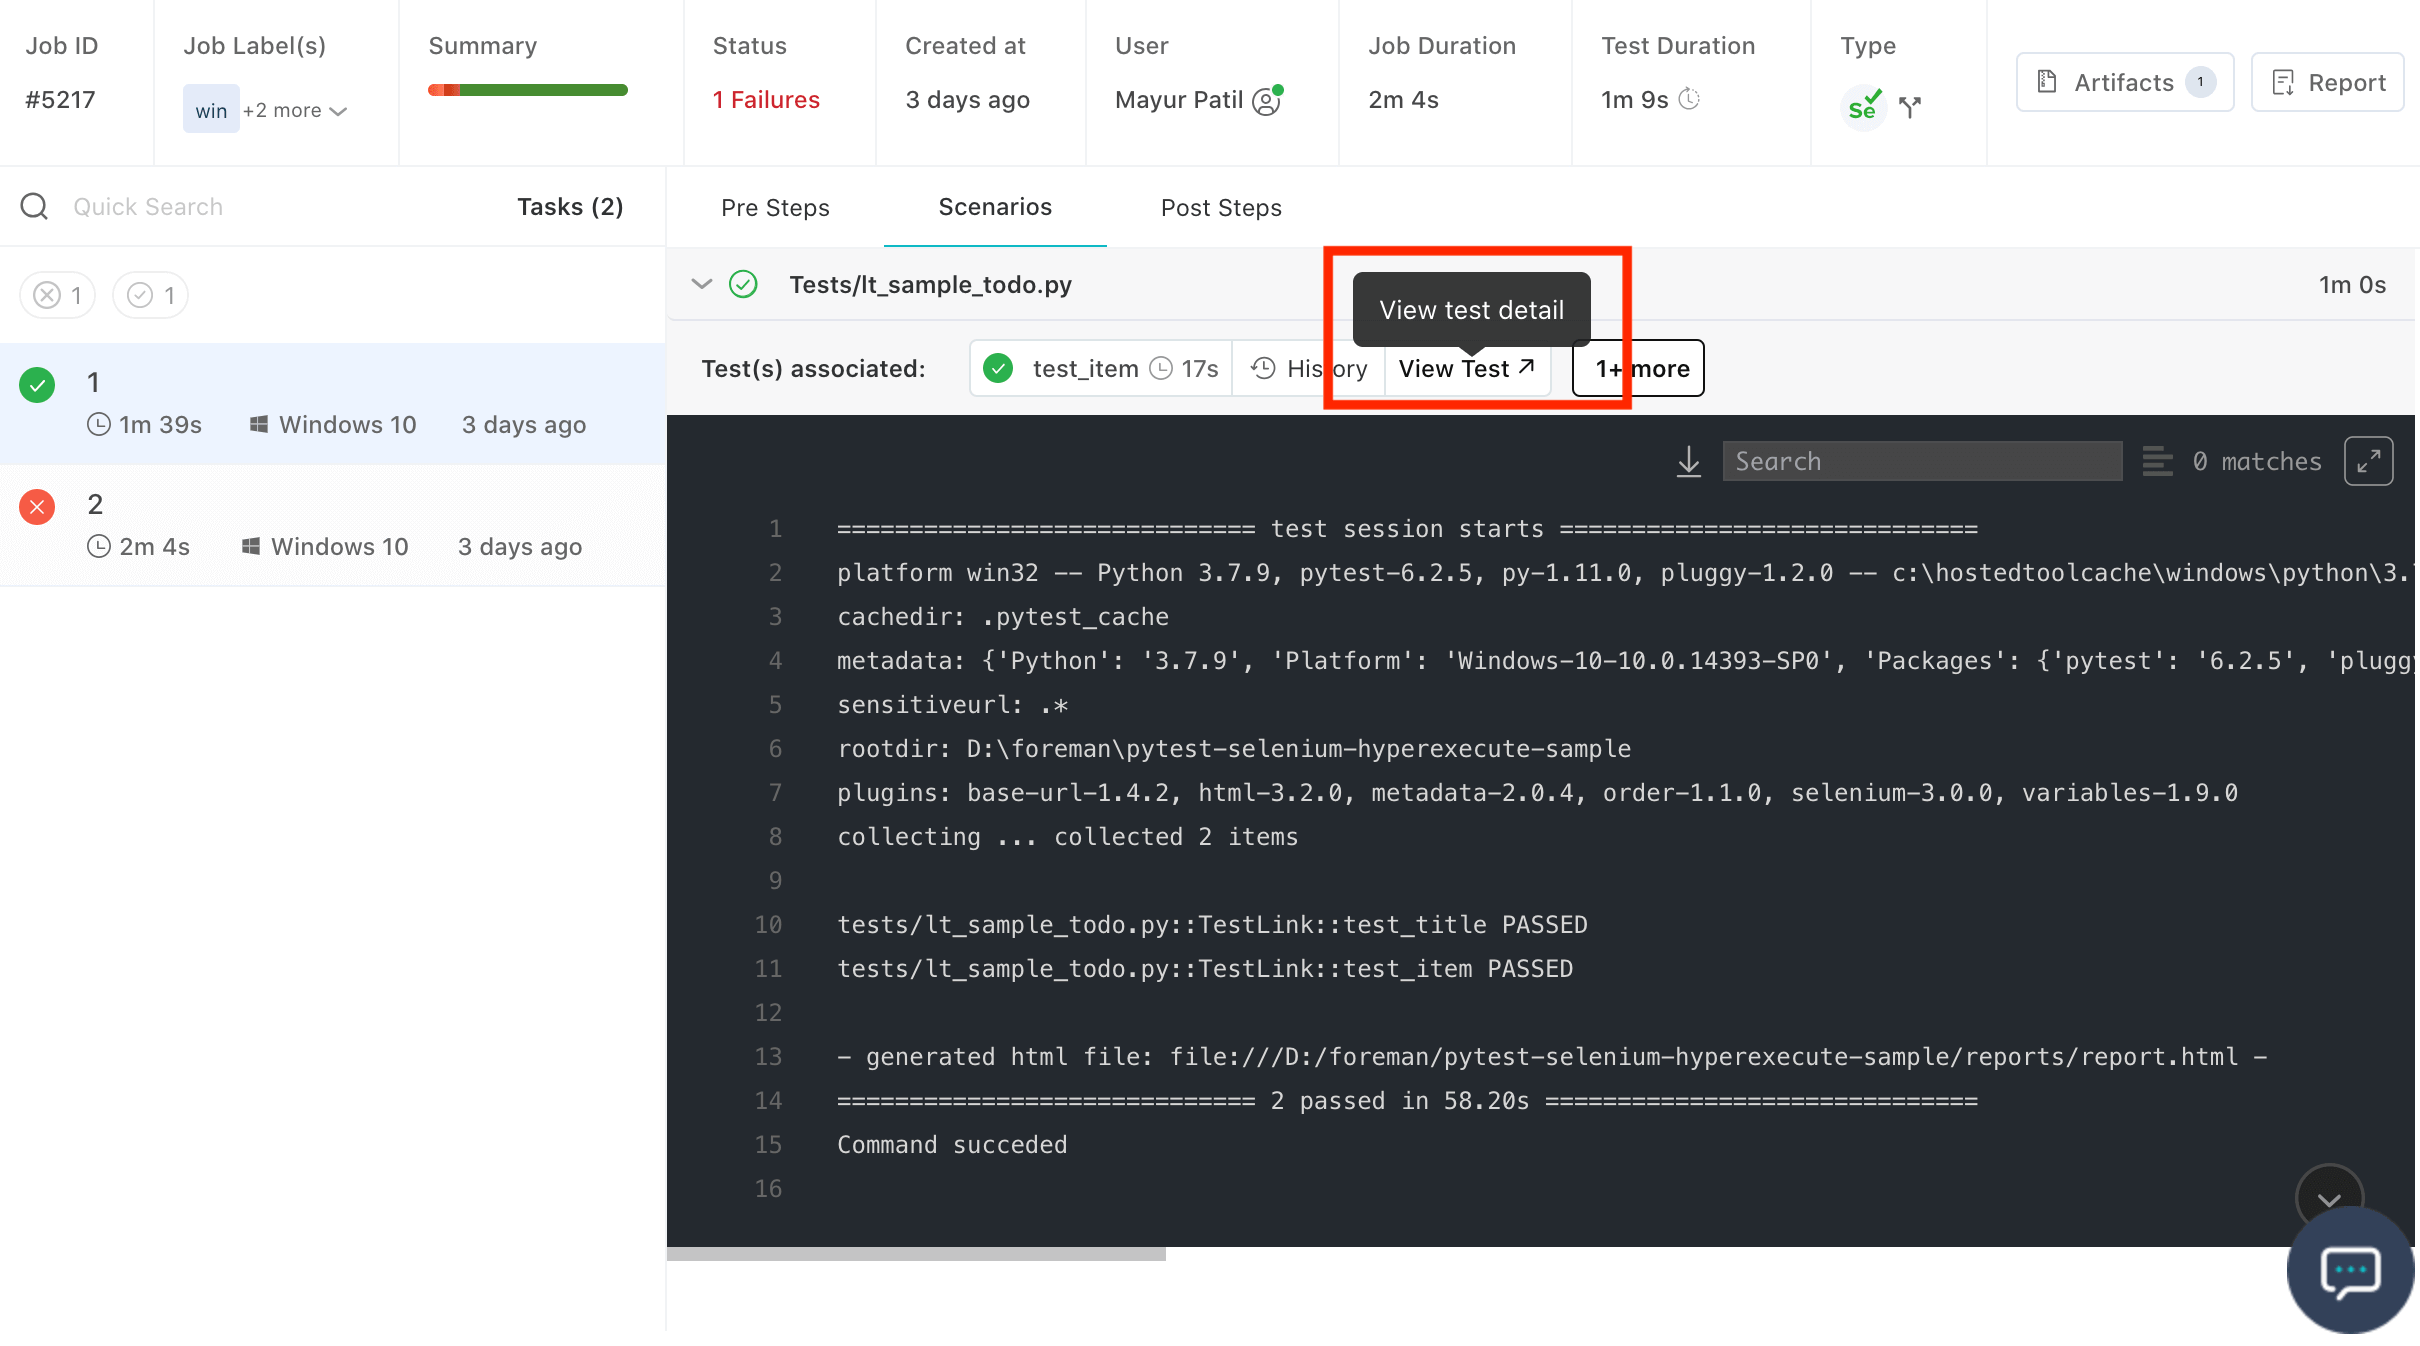 Job ID
#5217
Job Label(s)
win +2 more
Summary
Status
1 Failures
Created at
3 days ago
User
Mayur Patil
Job Duration
2m 4s
Test Duration
1m 9s
Type
se
Artifacts 1
Report
Quick Search
Tasks (2)
1
1
1
1m 39s Windows 10 3 days ago
2
2m 4s Windows 10 3 days ago
Pre Steps
Scenarios
Post Steps
Tests/lt_sample_todo.py
1m 0s
View test detail
Test(s) associated:
test_item 17s
History
View Test
1+ more
Search
0 matches
1 ============================= test session starts =============================
2 platform win32 -- Python 3.7.9, pytest-6.2.5, py-1.11.0, pluggy-1.2.0 -- c:\hostedtoolcache\windows\python\3.
3 cachedir: .pytest_cache
4 metadata: {'Python': '3.7.9', 'Platform': 'Windows-10-10.0.14393-SP0', 'Packages': {'pytest': '6.2.5', 'plugg
5 sensitiveurl: .*
6 rootdir: D:\foreman\pytest-selenium-hyperexecute-sample
7 plugins: base-url-1.4.2, html-3.2.0, metadata-2.0.4, order-1.1.0, selenium-3.0.0, variables-1.9.0
8 collecting ... collected 2 items
9
10 tests/lt_sample_todo.py::TestLink::test_title PASSED
11 tests/lt_sample_todo.py::TestLink::test_item PASSED
12
13 - generated html file: file:///D:/foreman/pytest-selenium-hyperexecute-sample/reports/report.html -
14 ============================= 2 passed in 58.20s ==============================
15 Command succeded
16